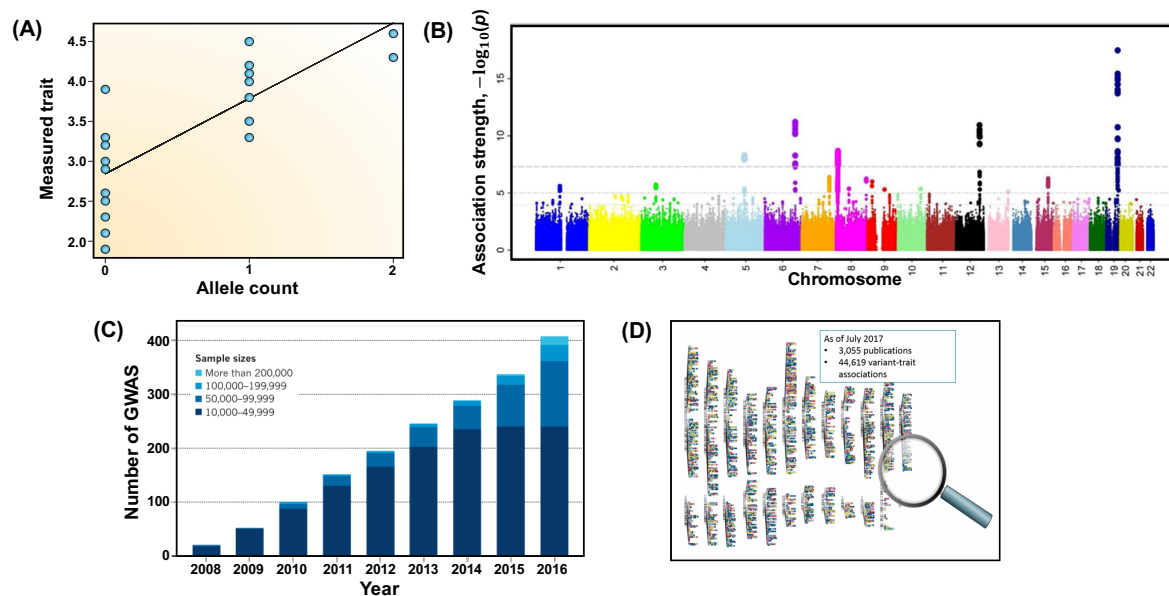 (A)
Measured trait
4.5
4.0
3.5
3.0
2.5
2.0
0
1
2
Allele count
(B)
Association strength, −log₁₀(p)
15
10
5
0
1
2
3
4
5
6
7
8
9
10
11
12
13
14
15
16
17
18
19
20
21
22
Chromosome
(C)
Number of GWAS
400
300
200
100
0
Sample sizes
More than 200,000
100,000–199,999
50,000–99,999
10,000–49,999
2008 2009 2010 2011 2012 2013 2014 2015 2016
Year
(D)
As of July 2017
• 3,055 publications
• 44,619 variant-trait
associations